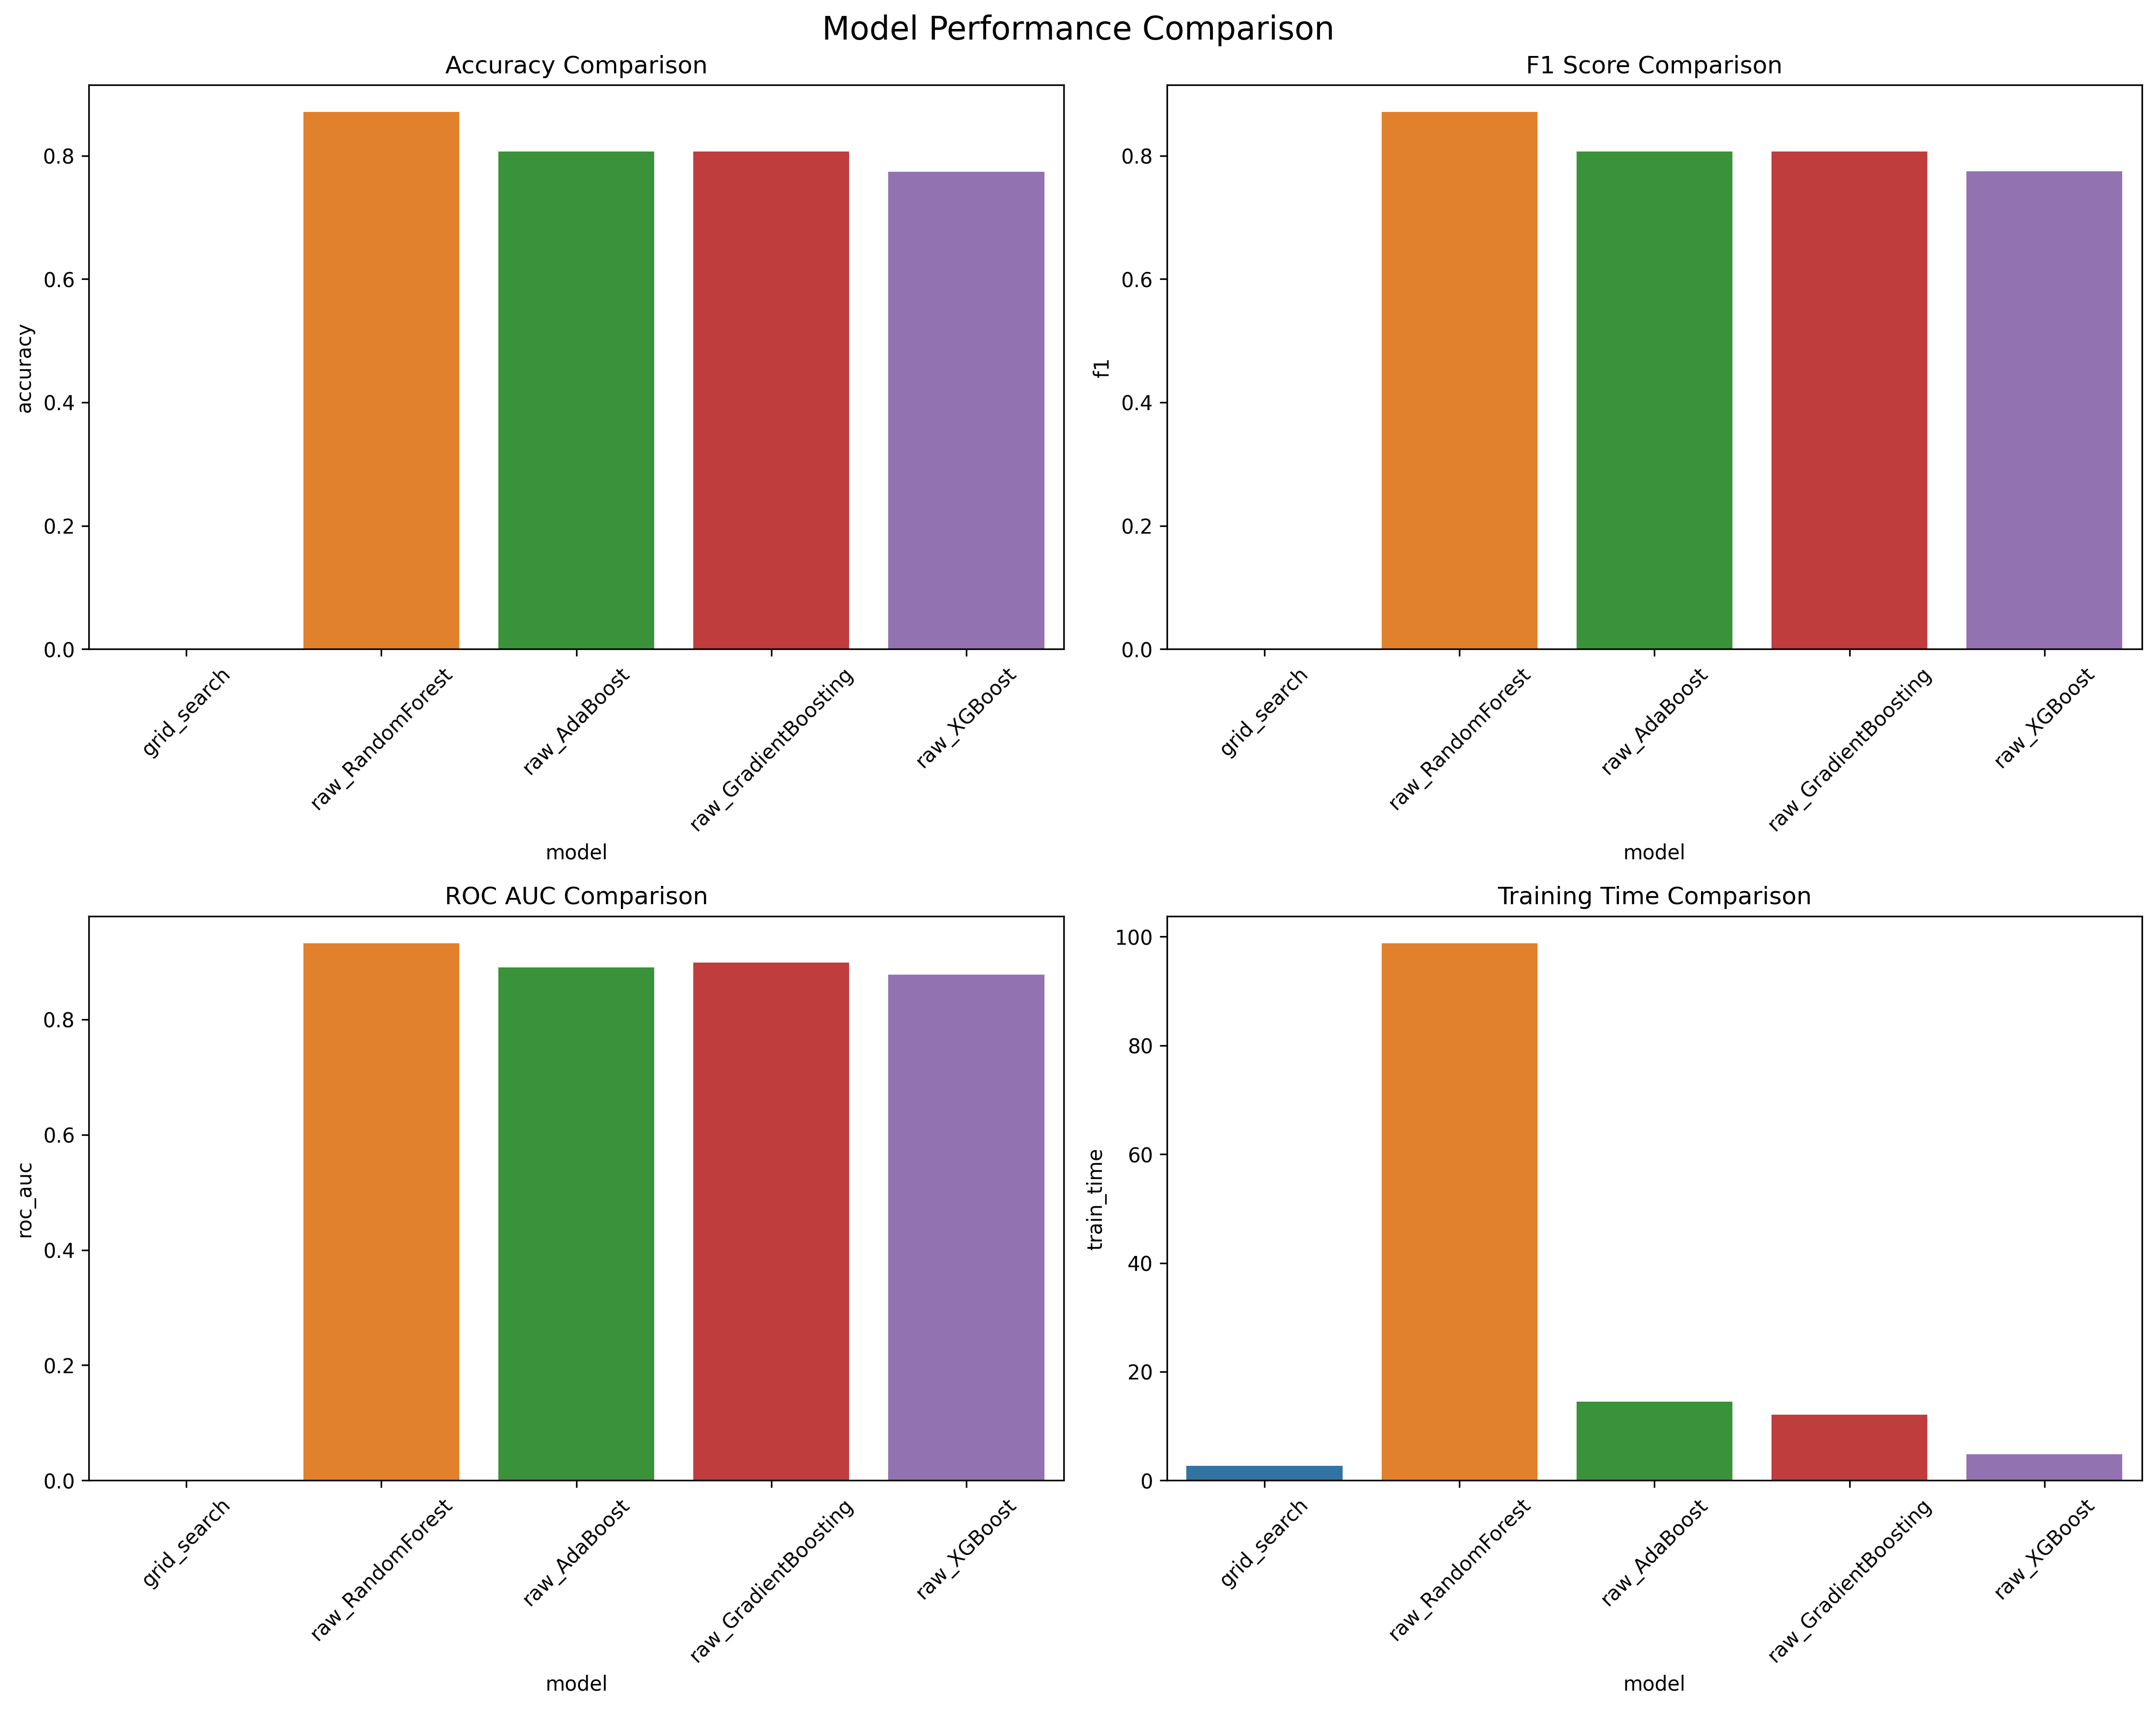 Model Performance Comparison
Accuracy Comparison
accuracy
0.8
0.6
0.4
0.2
0.0
grid_search
raw_RandomForest
raw_AdaBoost
raw_GradientBoosting
raw_XGBoost
model
F1 Score Comparison
f1
0.8
0.6
0.4
0.2
0.0
grid_search
raw_RandomForest
raw_AdaBoost
raw_GradientBoosting
raw_XGBoost
model
ROC AUC Comparison
roc_auc
0.8
0.6
0.4
0.2
0.0
grid_search
raw_RandomForest
raw_AdaBoost
raw_GradientBoosting
raw_XGBoost
model
Training Time Comparison
train_time
100
80
60
40
20
0
grid_search
raw_RandomForest
raw_AdaBoost
raw_GradientBoosting
raw_XGBoost
model